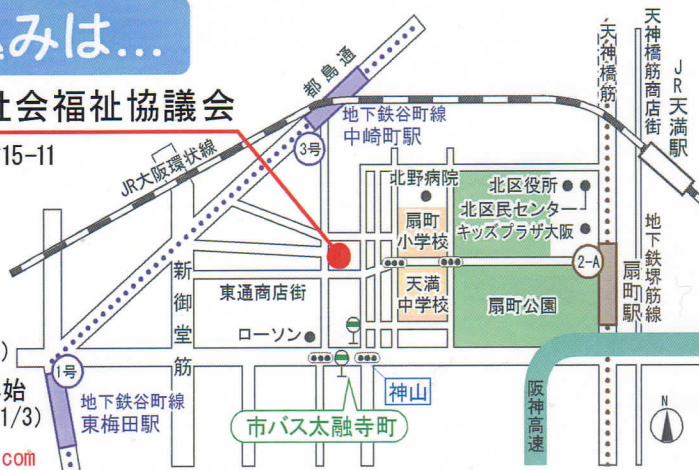 みは…
社会福祉協議会
15-11
都島通
地下鉄谷町線
中崎町駅
3号
JR大阪環状線
天神橋筋
天神橋筋商店街
JR天満駅
北野病院
北区役所
北区民センター
キッズプラザ大阪
扇町
小学校
天満
中学校
扇町公園
2-A
扇町駅
地下鉄堺筋線
新御堂筋
東通商店街
ローソン
1号
地下鉄谷町線
東梅田駅
神山
市バス太融寺町
阪神高速
N
)
始
1/3)
com